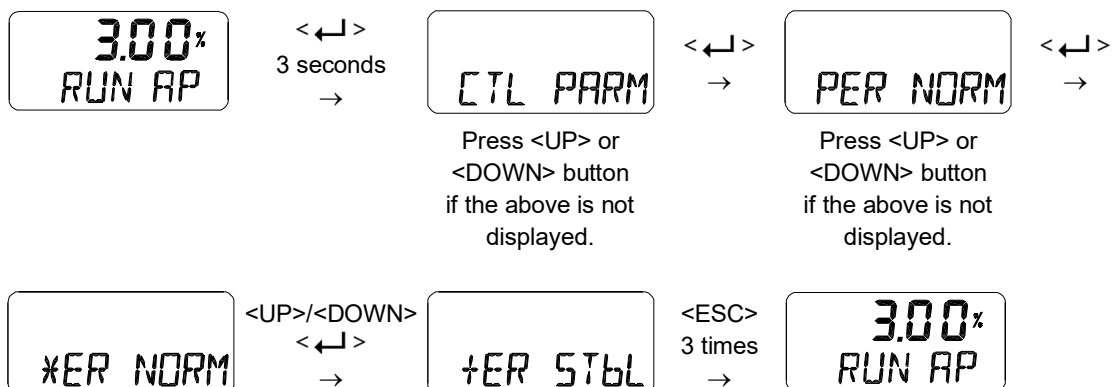 3.00%
RUN AP
< ↵ >
3 seconds
→
CTL PARM
Press <UP> or
<DOWN> button
if the above is not
displayed.
< ↵ >
→
PER NORM
Press <UP> or
<DOWN> button
if the above is not
displayed.
< ↵ >
→
*ER NORM
<UP>/<DOWN>
< ↵ >
→
+ER STbL
<ESC>
3 times
→
3.00%
RUN AP